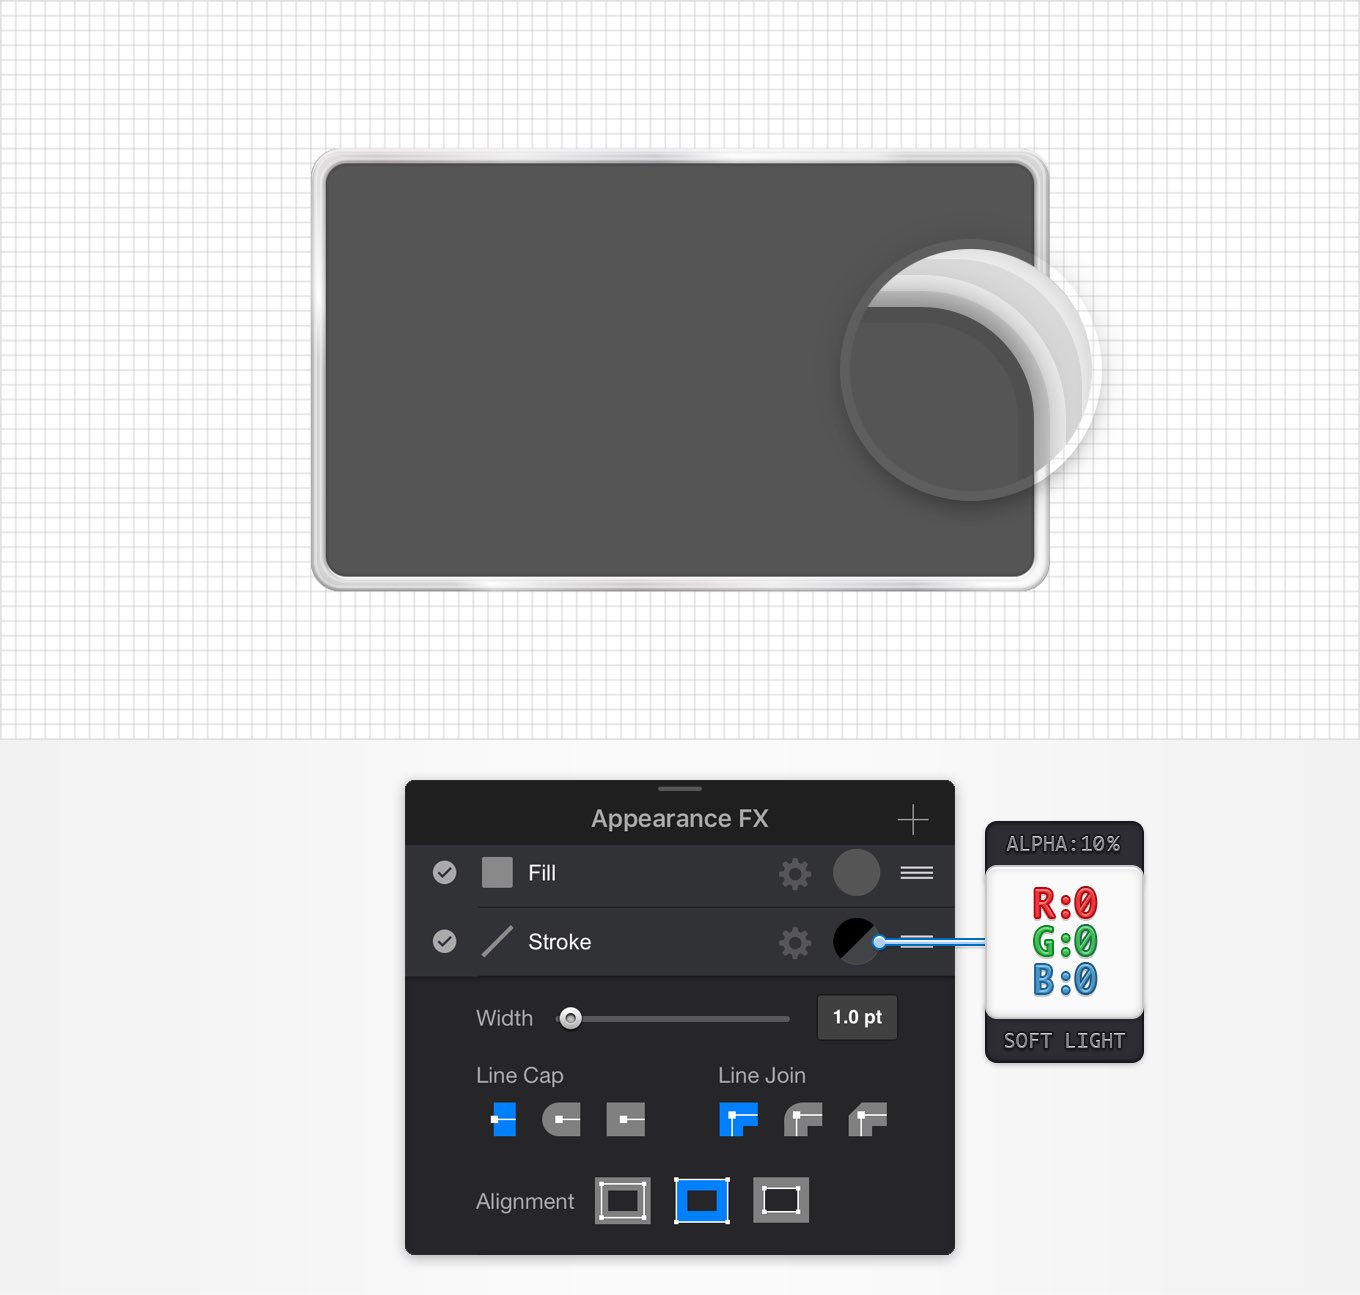 Appearance FX
Fill
Stroke
Width
1.0 pt
Line Cap
Line Join
Alignment
ALPHA:10%
R:0
G:0
B:0
SOFT LIGHT